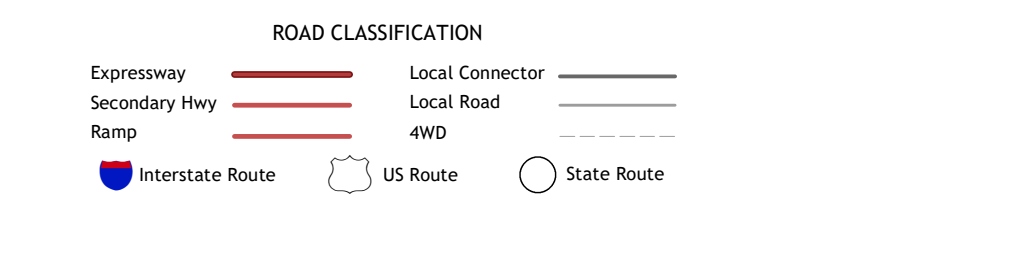 ROAD CLASSIFICATION
Expressway
Local Connector
Secondary Hwy
Local Road
Ramp
4WD
Interstate Route
US Route
State Route